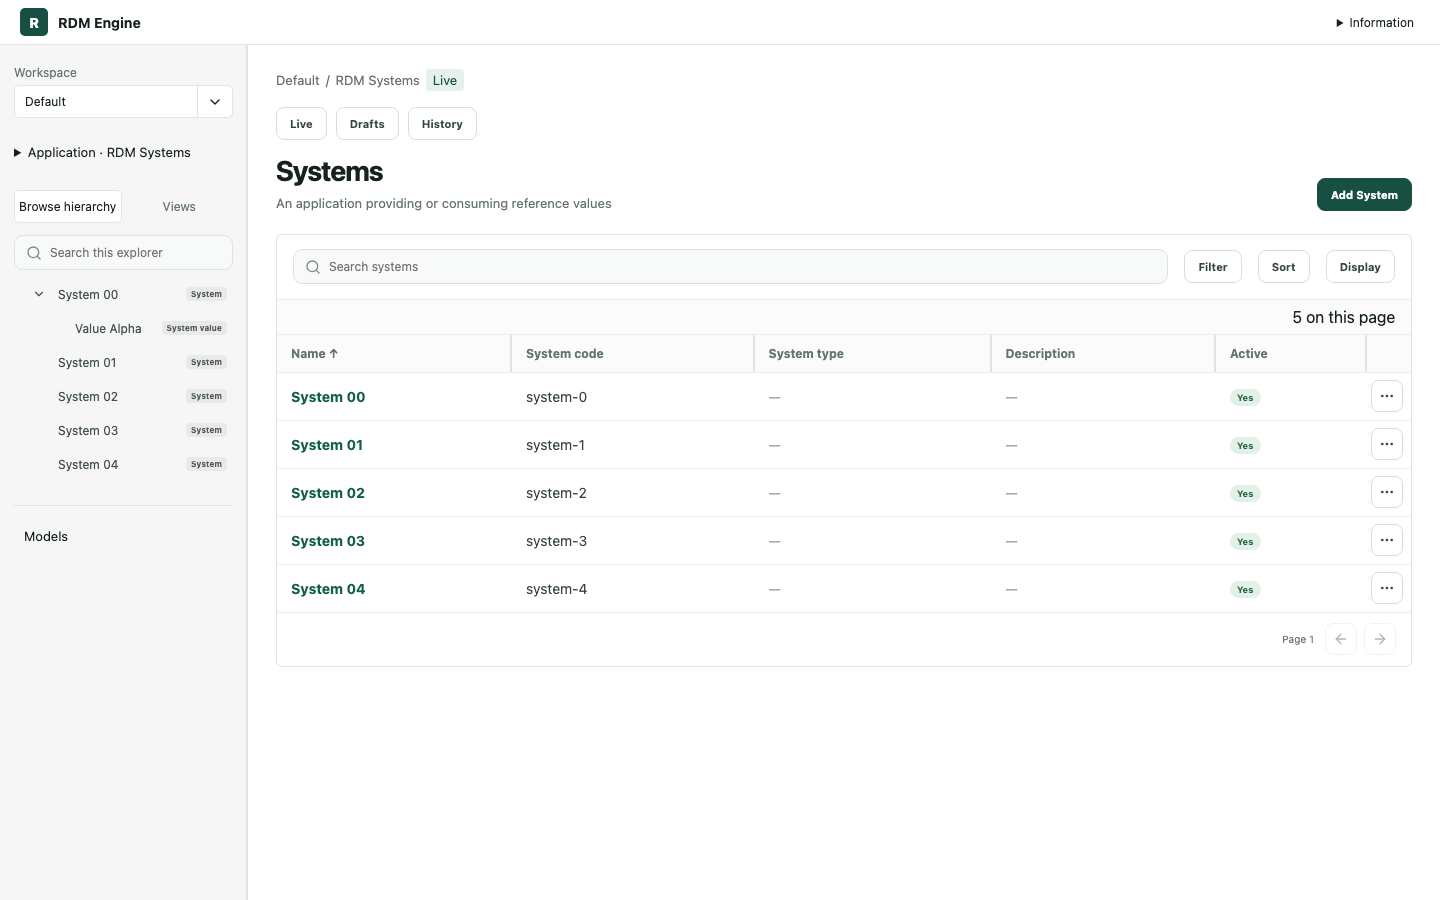 R RDM Engine
Information
Workspace
Default
Application · RDM Systems
Browse hierarchy Views
Search this explorer
System 00 System
Value Alpha System value
System 01 System
System 02 System
System 03 System
System 04 System
Models
Default / RDM Systems Live
Live Drafts History
Systems
An application providing or consuming reference values
Add System
Search systems Filter Sort Display
5 on this page
Name ↑ System code System type Description Active
System 00 system-0 — — Yes ...
System 01 system-1 — — Yes ...
System 02 system-2 — — Yes ...
System 03 system-3 — — Yes ...
System 04 system-4 — — Yes ...
Page 1 ← →